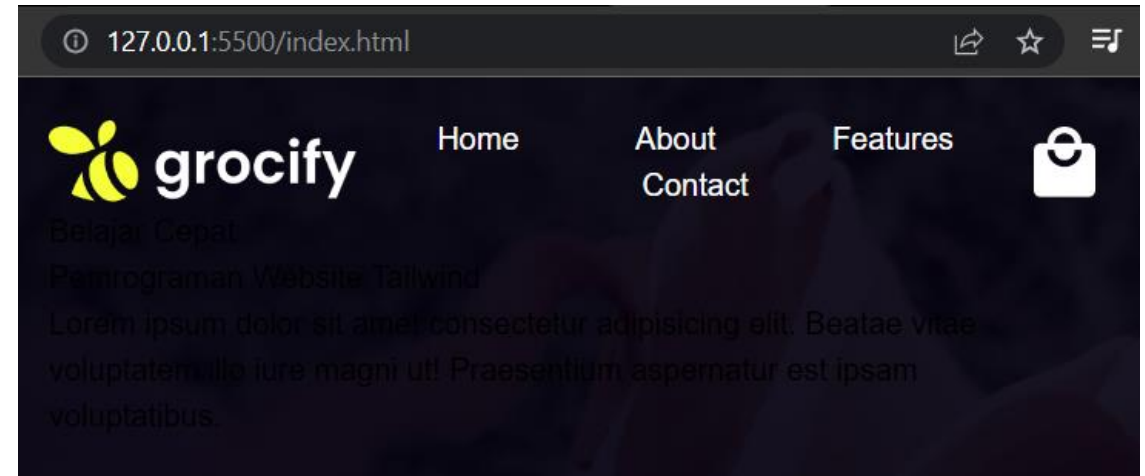 127.0.0.1:5500/index.html
grocify
Home About Features
Contact
Belajar Cepat
Pemrograman Website Tailwind
Lorem ipsum dolor sit amet consectetur adipisicing elit. Beatae vitae
voluptatem illo iure magni ut! Praesentium aspernatur est ipsam
voluptatibus.